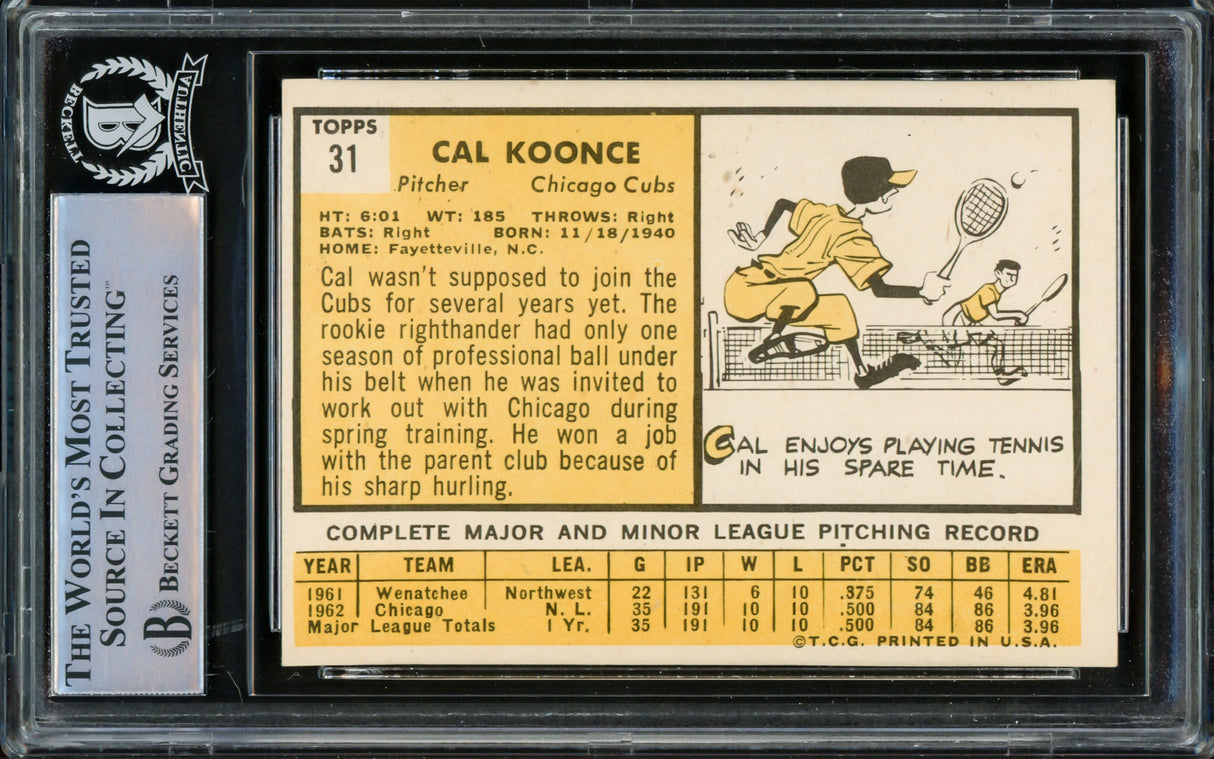 BECKETT
AUTHENTIC
B
THE WORLD'S MOST TRUSTED
SOURCE IN COLLECTING™
B BECKETT GRADING SERVICES
TOPPS
31
CAL KOONCE
Pitcher Chicago Cubs
HT: 6:01 WT: 185 THROWS: Right
BATS: Right BORN: 11/18/1940
HOME: Fayetteville, N.C.
Cal wasn't supposed to join the
Cubs for several years yet. The
rookie righthander had only one
season of professional ball under
his belt when he was invited to
work out with Chicago during
spring training. He won a job
with the parent club because of
his sharp hurling.
CAL ENJOYS PLAYING TENNIS
IN HIS SPARE TIME.
COMPLETE MAJOR AND MINOR LEAGUE PITCHING RECORD
YEAR TEAM LEA. G IP W L PCT SO BB ERA
1961 Wenatchee Northwest 22 131 6 10 .375 74 46 4.81
1962 Chicago N. L. 35 191 10 10 .500 84 86 3.96
Major League Totals 1 Yr. 35 191 10 10 .500 84 86 3.96
©T.C.G. PRINTED IN U.S.A.